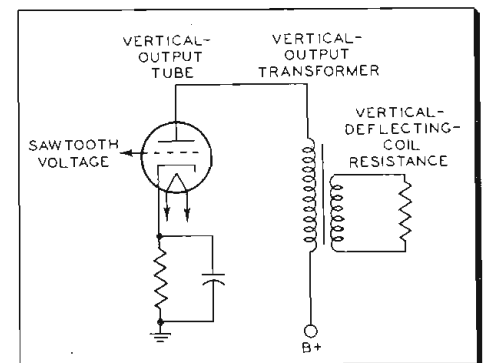 VERTICAL-
OUTPUT
TUBE
VERTICAL-
OUTPUT
TRANSFORMER
VERTICAL-
DEFLECTING-
COIL
RESISTANCE
SAWTOOTH
VOLTAGE
B+